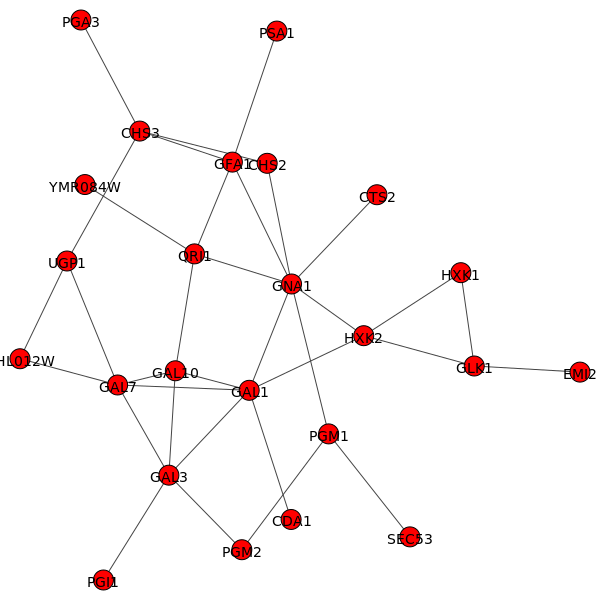 PGA3
PSA1
CHS3
GFA1
CHS2
YMR084W
CTS2
QRI1
UGP1
HXK1
GNA1
HXK2
HL012W
GLK1
EMI2
GAL10
GAL7
GAL1
PGM1
GAL3
CDA1
SEC53
PGM2
PGI1